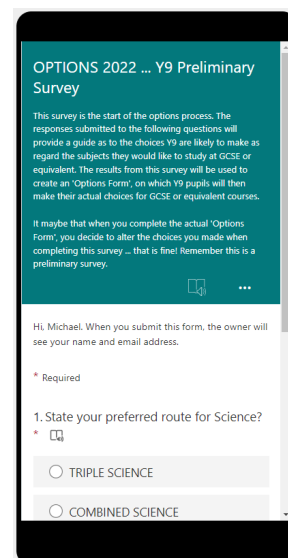 OPTIONS 2022 ... Y9 Preliminary
Survey
This survey is the start of the options process. The
responses submitted to the following questions will
provide a guide as to the choices Y9 are likely to make as
regard the subjects they would like to study at GCSE or
equivalent. The results from this survey will be used to
create an 'Options Form', on which Y9 pupils will then
make their actual choices for GCSE or equivalent courses.
It maybe that when you complete the actual 'Options
Form', you decide to alter the choices you made when
completing this survey ... that is fine! Remember this is a
preliminary survey.
Hi, Michael. When you submit this form, the owner will
see your name and email address.
* Required
1. State your preferred route for Science?
*
TRIPLE SCIENCE
COMBINED SCIENCE